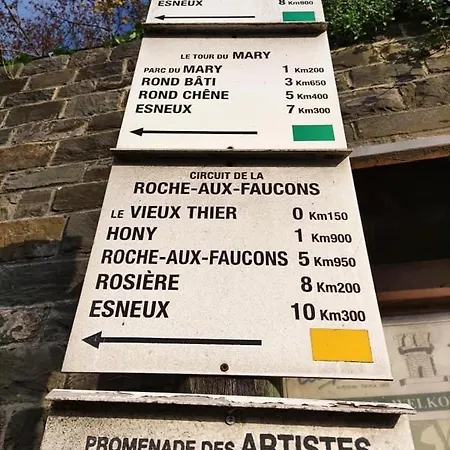 ESNEUX 8 Km800
LE TOUR DU MARY
PARC DU MARY 1 Km200
ROND BÂTI 3 Km650
ROND CHÊNE 5 Km400
ESNEUX 7 Km300
CIRCUIT DE LA
ROCHE-AUX-FAUCONS
LE VIEUX THIER 0 Km150
HONY 1 Km900
ROCHE-AUX-FAUCONS 5 Km950
ROSIÈRE 8 Km200
ESNEUX 10 Km300
PROMENADE DES ARTISTES